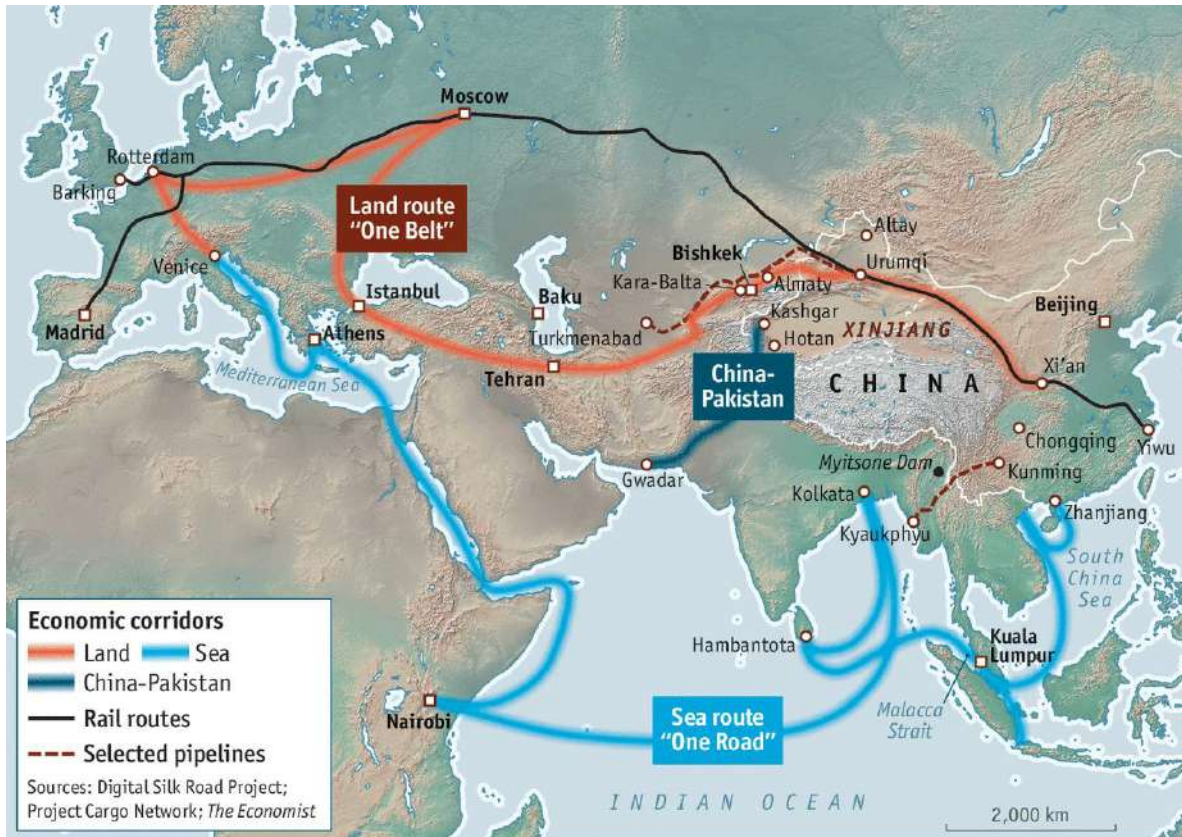 Moscow
Rotterdam
Barking
Land route
"One Belt"
Altay
Bishkek
Urumqi
Venice
Kara-Balta
Almaty
Istanbul
Baku
Beijing
Madrid
Athens
Turkmenabad
Kashgar
XINJIANG
Hotan
Mediterranean Sea
Tehran
China-
Pakistan
CHINA
Xi'an
Chongqing
Yiwu
Gwadar
Myitsone Dam
Kunming
Kolkata
Zhanjiang
Kyaukphyu
South
China
Sea
Economic corridors
Land
Sea
China-Pakistan
Rail routes
Selected pipelines
Sources: Digital Silk Road Project;
Project Cargo Network; The Economist
Hambantota
Kuala
Lumpur
Nairobi
Sea route
"One Road"
Malacca
Strait
INDIAN OCEAN
2,000 km